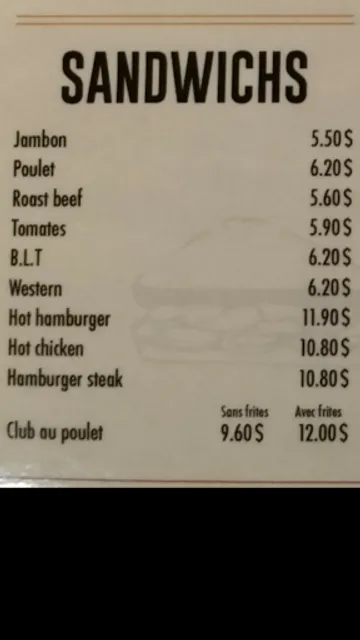 SANDWICHS
Jambon 5.50$
Poulet 6.20$
Roast beef 5.60$
Tomates 5.90$
B.L.T 6.20$
Western 6.20$
Hot hamburger 11.90$
Hot chicken 10.80$
Hamburger steak 10.80$
Sans frites Avec frites
Club au poulet 9.60$ 12.00$